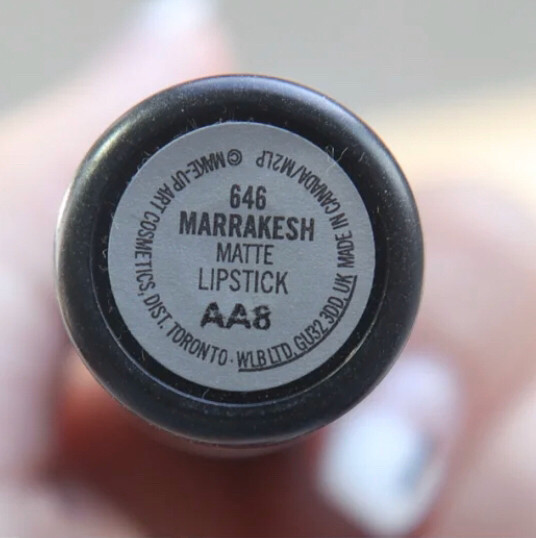 646
MARRAKESH
MATTE
LIPSTICK
AA8
© MAKE-UP ART COSMETICS, DIST. TORONTO · WLB LTD. GU32 3DD. UK MADE IN CANADA/M2LP